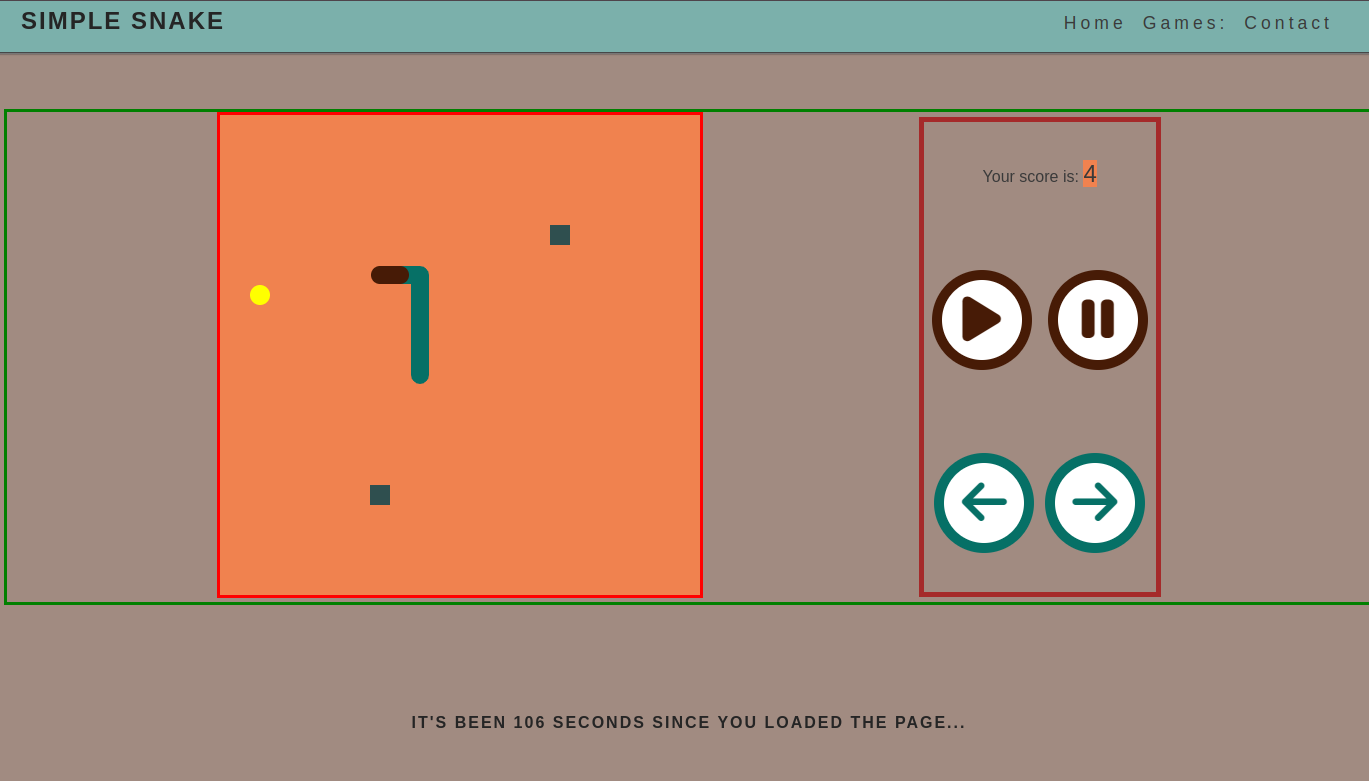 SIMPLE SNAKE
Home Games: Contact
Your score is: 4
IT'S BEEN 106 SECONDS SINCE YOU LOADED THE PAGE...